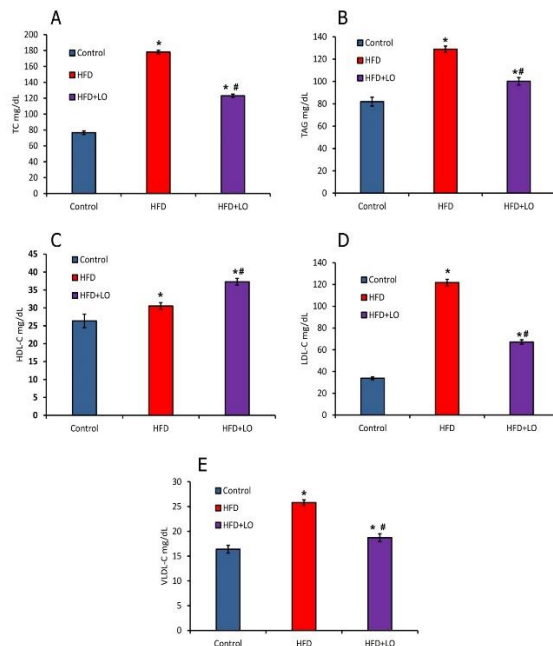 A
TC mg/dL
200
180
160
140
120
100
80
60
40
20
0
Control
HFD
HFD+LO
*
* #
Control HFD HFD+LO
B
TAG mg/dL
140
120
100
80
60
40
20
0
Control
HFD
HFD+LO
*
*#
Control HFD HFD+LO
C
HDL-C mg/dL
45
40
35
30
25
20
15
10
5
0
Control
HFD
HFD+LO
*
*#
Control HFD HFD+LO
D
LDL-C mg/dL
140
120
100
80
60
40
20
0
Control
HFD
HFD+LO
*
*#
Control HFD HFD+LO
E
VLDL-C mg/dL
30
25
20
15
10
5
0
Control
HFD
HFD+LO
*
* #
Control HFD HFD+LO